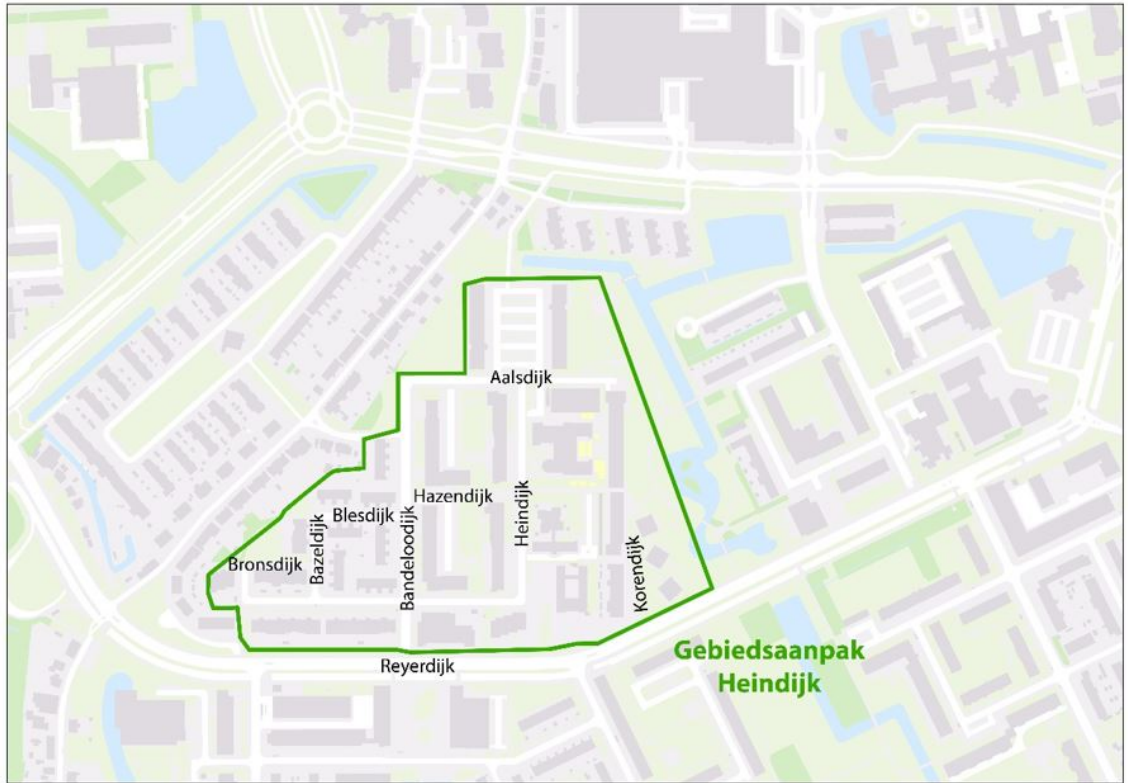 Aalsdijk
Hazendijk
Heindijk
Blesdijk
Bazeldijk
Bronsdijk
Bandeloodijk
Korendijk
Reyerdijk
Gebiedsaanpak
Heindijk